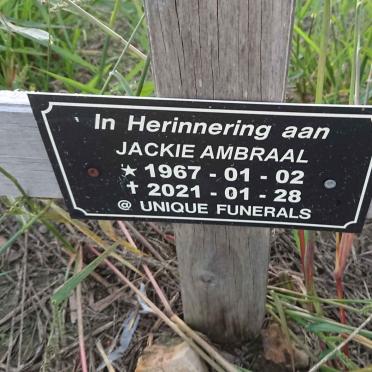 In Herinnering aan
JACKIE AMBRAAL
★ 1967 - 01 - 02
✝ 2021 - 01 - 28
@ UNIQUE FUNERALS